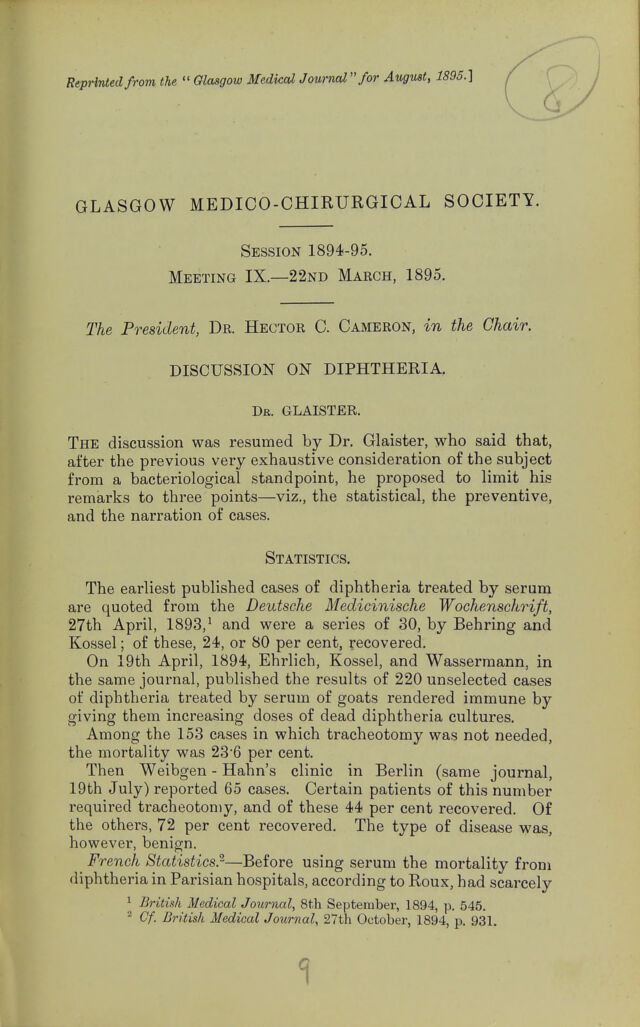 Reprinted from the “Glasgow Medical Journal” for August, 1895.]
8
GLASGOW MEDICO-CHIRURGICAL SOCIETY.
SESSION 1894-95.
MEETING IX.—22ND MARCH, 1895.
The President, DR. HECTOR C. CAMERON, in the Chair.
DISCUSSION ON DIPHTHERIA.
DR. GLAISTER.
THE discussion was resumed by Dr. Glaister, who said that,
after the previous very exhaustive consideration of the subject
from a bacteriological standpoint, he proposed to limit his
remarks to three points—viz., the statistical, the preventive,
and the narration of cases.
STATISTICS.
The earliest published cases of diphtheria treated by serum
are quoted from the Deutsche Medicinische Wochenschrift,
27th April, 1893,¹ and were a series of 30, by Behring and
Kossel; of these, 24, or 80 per cent, recovered.
On 19th April, 1894, Ehrlich, Kossel, and Wassermann, in
the same journal, published the results of 220 unselected cases
of diphtheria treated by serum of goats rendered immune by
giving them increasing doses of dead diphtheria cultures.
Among the 153 cases in which tracheotomy was not needed,
the mortality was 23·6 per cent.
Then Weibgen-Hahn's clinic in Berlin (same journal,
19th July) reported 65 cases. Certain patients of this number
required tracheotomy, and of these 44 per cent recovered. Of
the others, 72 per cent recovered. The type of disease was,
however, benign.
French Statistics.²—Before using serum the mortality from
diphtheria in Parisian hospitals, according to Roux, had scarcely
¹ British Medical Journal, 8th September, 1894, p. 545.
² Cf. British Medical Journal, 27th October, 1894, p. 931.
9